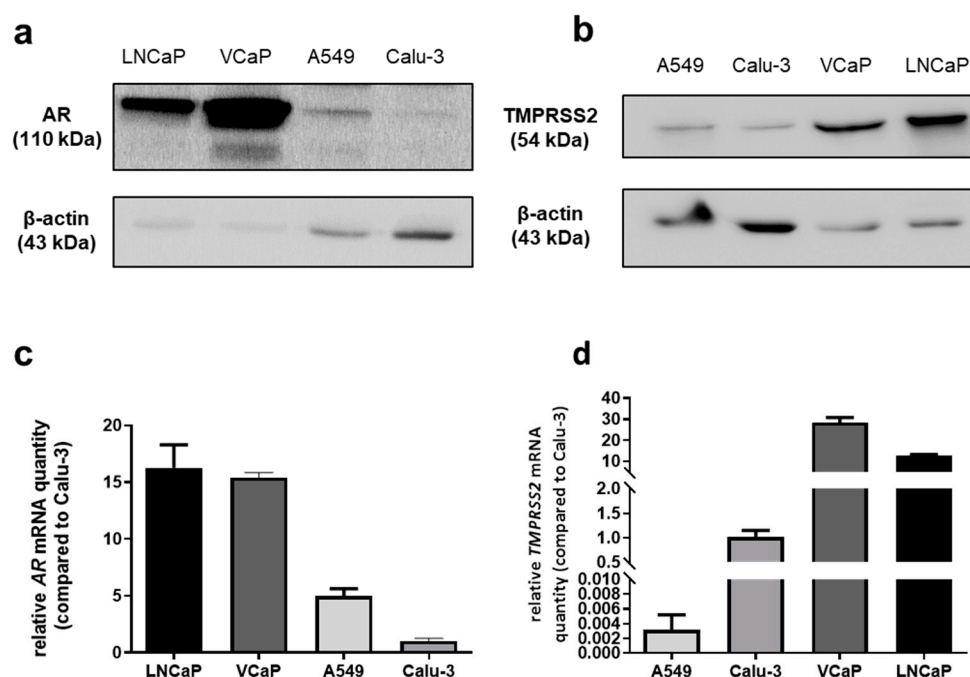 a
LNCaP VCaP A549 Calu-3
AR
(110 kDa)
β-actin
(43 kDa)
b
A549 Calu-3 VCaP LNCaP
TMPRSS2
(54 kDa)
β-actin
(43 kDa)
c
relative AR mRNA quantity
(compared to Calu-3)
20
15
10
5
0
LNCaP VCaP A549 Calu-3
d
relative TMPRSS2 mRNA
quantity (compared to Calu-3)
40
30
20
10
2.0
1.5
1.0
0.5
0.010
0.008
0.006
0.004
0.002
0.000
A549 Calu-3 VCaP LNCaP